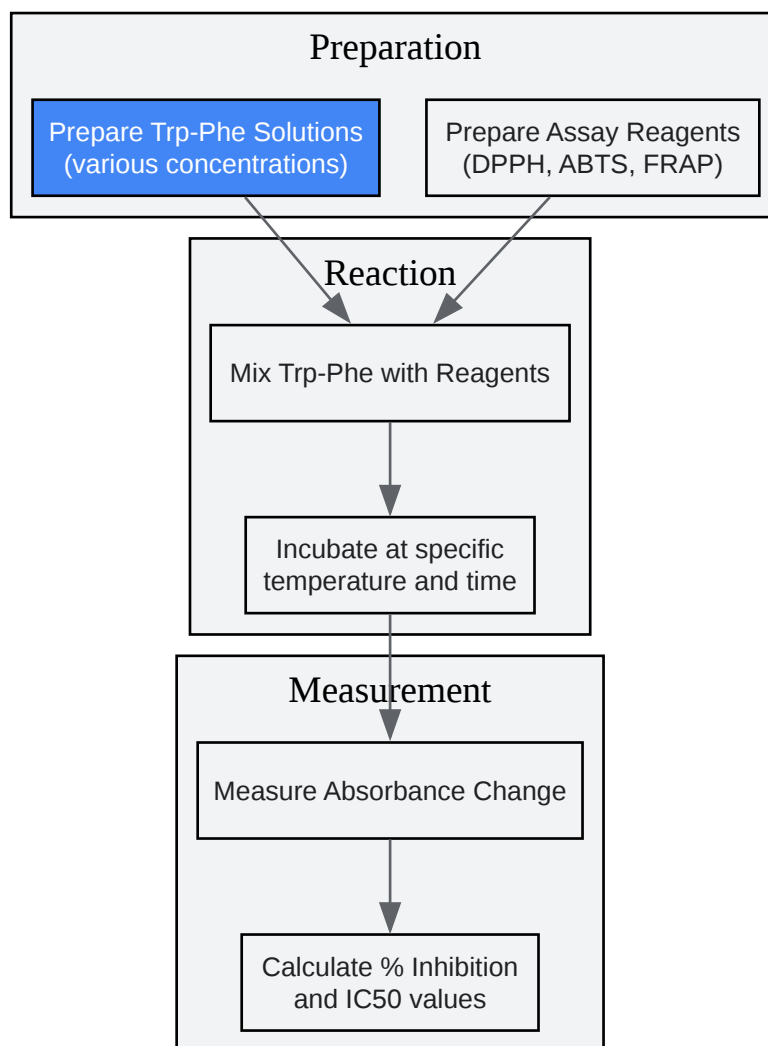 Preparation
Prepare Trp-Phe Solutions
(various concentrations)
Prepare Assay Reagents
(DPPH, ABTS, FRAP)
Reaction
Mix Trp-Phe with Reagents
Incubate at specific
temperature and time
Measurement
Measure Absorbance Change
Calculate % Inhibition
and IC50 values